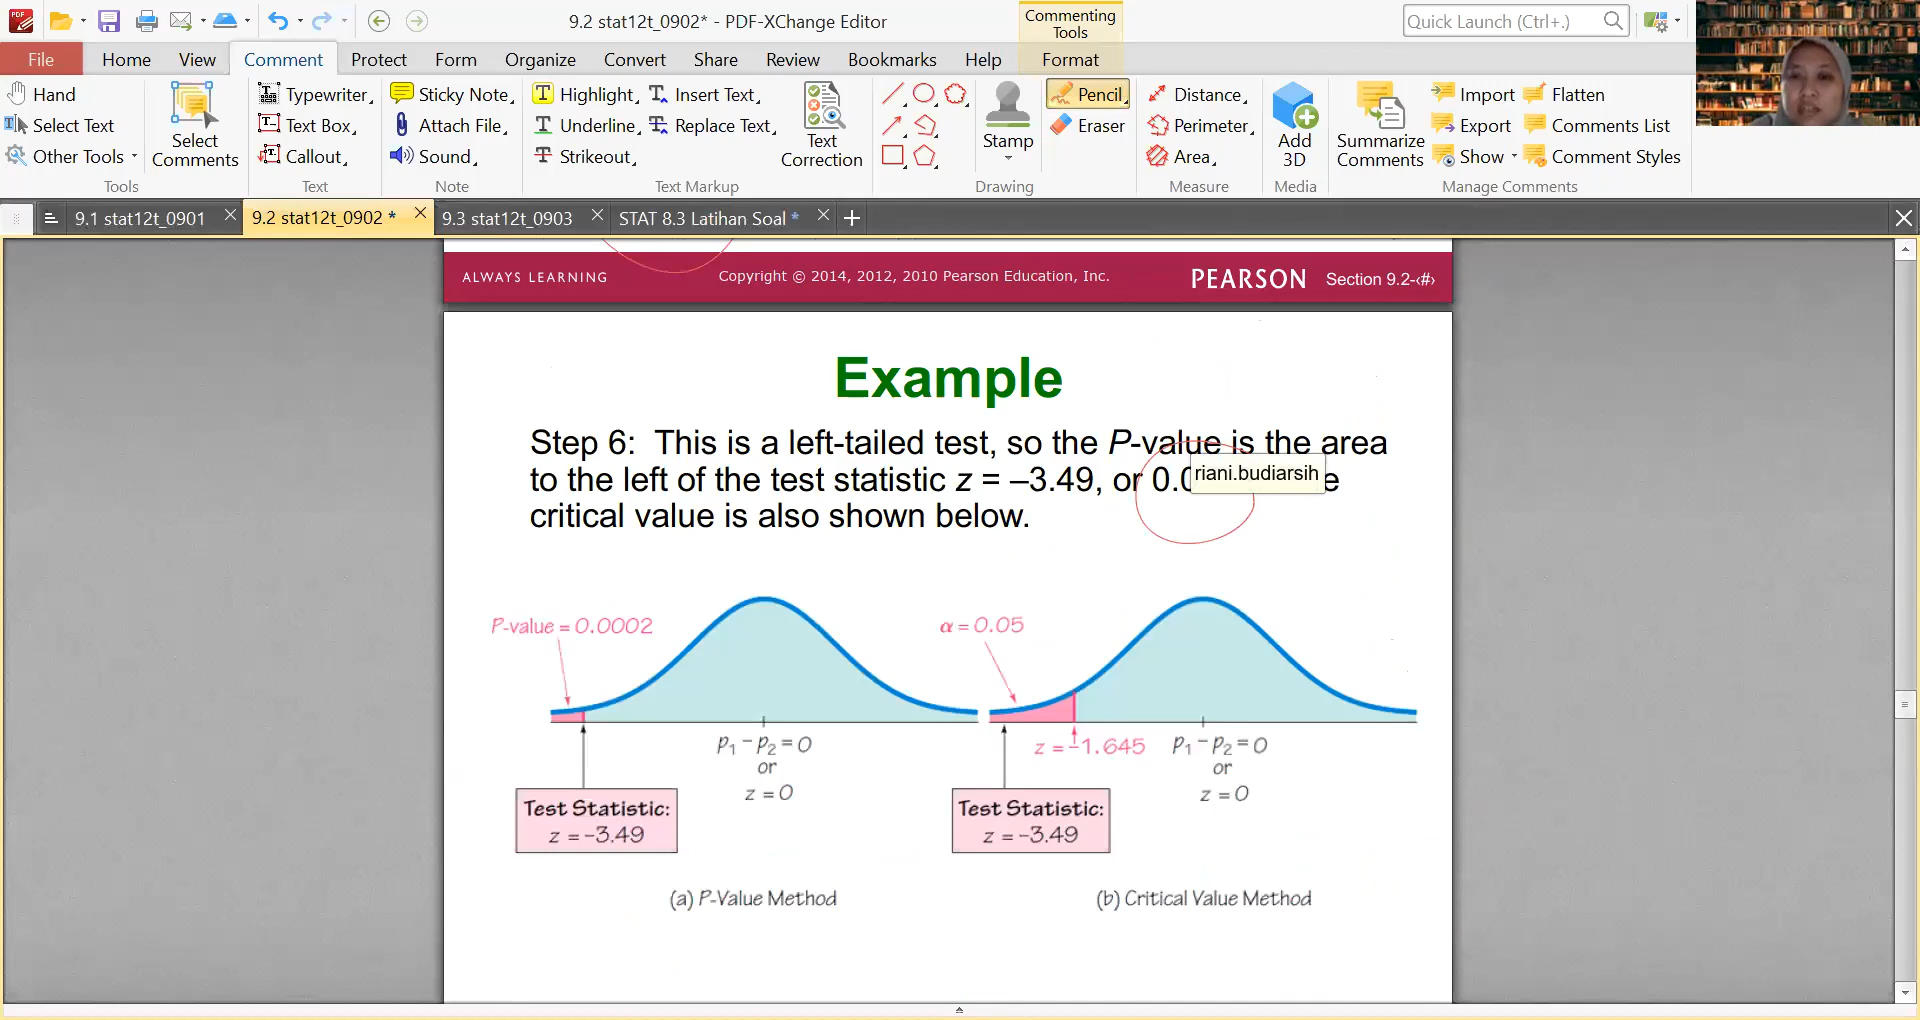 9.2 stat12t_0902* - PDF-XChange Editor
Commenting Tools
Quick Launch (Ctrl+.)
File Home View Comment Protect Form Organize Convert Share Review Bookmarks Help Format
Hand
Select Text
Other Tools
Select Comments
Tools
Typewriter
Text Box
Callout
Text
Sticky Note
Attach File
Sound
Note
Highlight
Underline
Strikeout
Insert Text
Replace Text
Text Correction
Text Markup
Stamp
Drawing
Pencil
Eraser
Distance
Perimeter
Area
Measure
Add 3D
Media
Summarize Comments
Import
Export
Show
Flatten
Comments List
Comment Styles
Manage Comments
9.1 stat12t_0901
9.2 stat12t_0902 *
9.3 stat12t_0903
STAT 8.3 Latihan Soal *
ALWAYS LEARNING
Copyright © 2014, 2012, 2010 Pearson Education, Inc.
PEARSON
Section 9.2-‹#›
Example
Step 6: This is a left-tailed test, so the P-value is the area
to the left of the test statistic z = –3.49, or 0.0
riani.budiarsih
critical value is also shown below.
P-value = 0.0002
p1 − p2 = 0
or
z = 0
Test Statistic:
z = −3.49
(a) P-Value Method
α = 0.05
z = −1.645
p1 − p2 = 0
or
z = 0
Test Statistic:
z = −3.49
(b) Critical Value Method